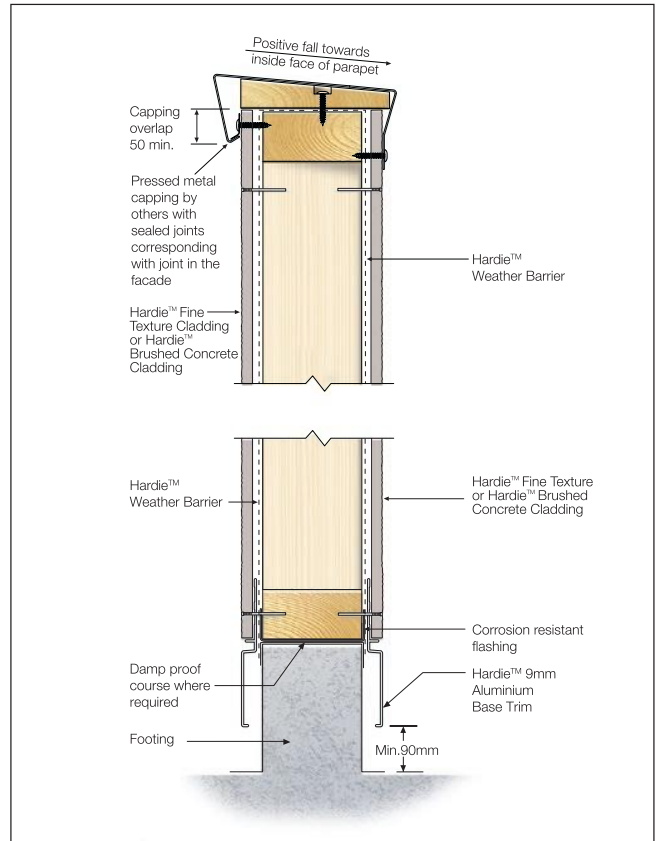 Positive fall towards
inside face of parapet
Capping
overlap
50 min.
Pressed metal
capping by
others with
sealed joints
corresponding
with joint in the
facade
Hardie™
Weather Barrier
Hardie™ Fine
Texture Cladding
or Hardie™
Brushed Concrete
Cladding
Hardie™
Weather Barrier
Hardie™ Fine Texture
or Hardie™ Brushed
Concrete Cladding
Corrosion resistant
flashing
Damp proof
course where
required
Hardie™ 9mm
Aluminium
Base Trim
Footing
Min.90mm